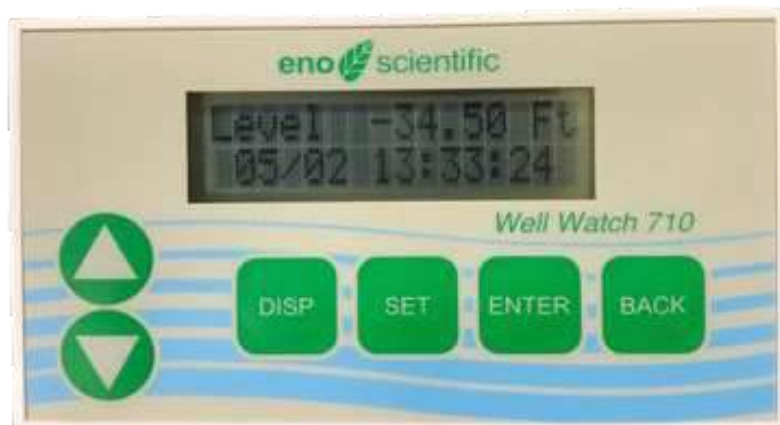 eno scientific
Level -34.50 Ft
05/02 13:33:24
Well Watch 710
DISP SET ENTER BACK